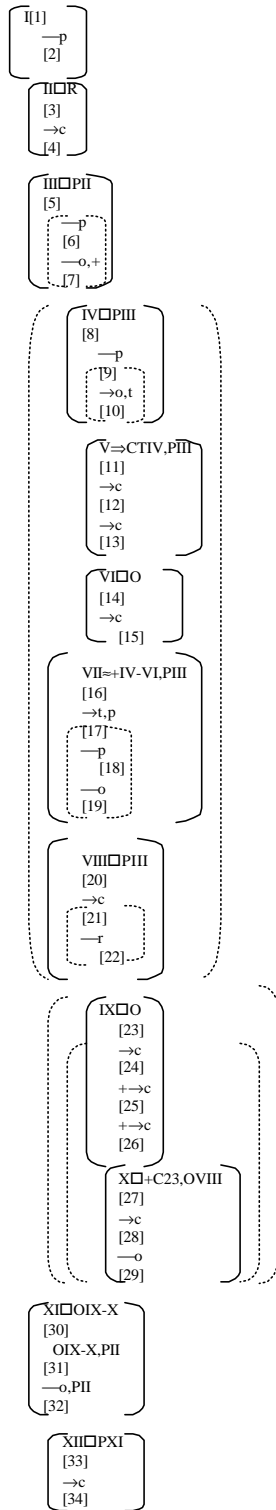 I[1]
—p
[2]
II□R
[3]
→c
[4]
III□PII
[5]
—p
[6]
—o,+
[7]
IV□PIII
[8]
—p
[9]
→o,t
[10]
V⇒CTIV,PIII
[11]
→c
[12]
→c
[13]
VI□O
[14]
→c
[15]
VII≈+IV-VI,PIII
[16]
→t,p
[17]
—p
[18]
—o
[19]
VIII□PIII
[20]
→c
[21]
—r
[22]
IX□O
[23]
→c
[24]
+→c
[25]
+→c
[26]
X□+C23,OVIII
[27]
→c
[28]
—o
[29]
XI□OIX-X
[30]
OIX-X,PII
[31]
—o,PII
[32]
XII□PXI
[33]
→c
[34]